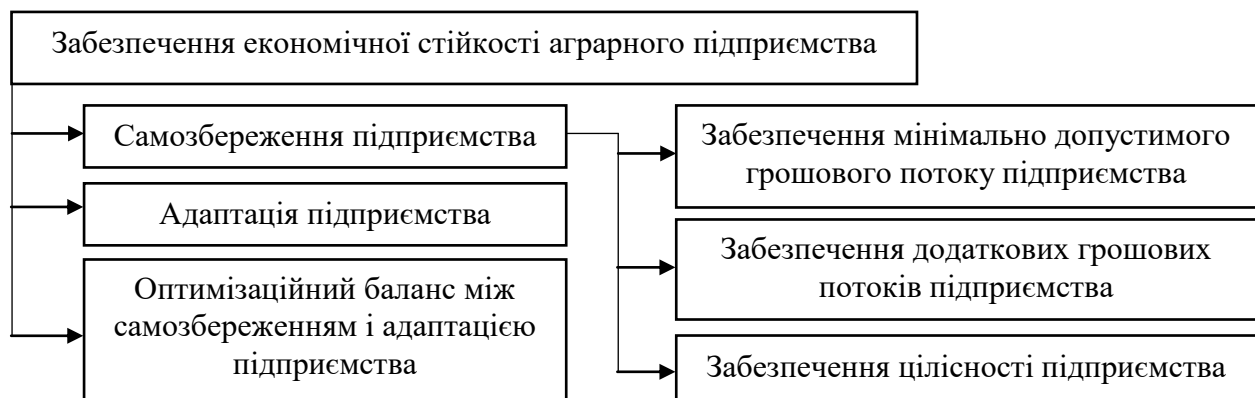 Забезпечення економічної стійкості аграрного підприємства
Самозбереження підприємства
Адаптація підприємства
Оптимізаційний баланс між
самозбереженням і адаптацією
підприємства
Забезпечення мінімально допустимого
грошового потоку підприємства
Забезпечення додаткових грошових
потоків підприємства
Забезпечення цілісності підприємства